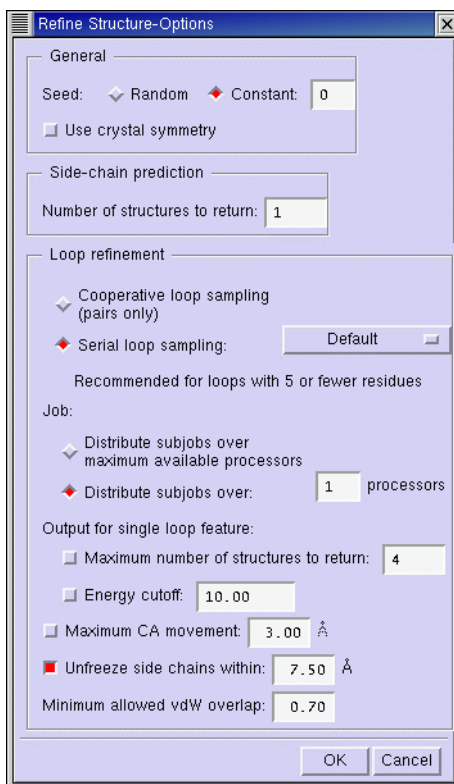 Refine Structure-Options
General
Seed: Random Constant: 0
Use crystal symmetry
Side-chain prediction
Number of structures to return: 1
Loop refinement
Cooperative loop sampling
(pairs only)
Serial loop sampling: Default
Recommended for loops with 5 or fewer residues
Job:
Distribute subjobs over
maximum available processors
Distribute subjobs over: 1 processors
Output for single loop feature:
Maximum number of structures to return: 4
Energy cutoff: 10.00
Maximum CA movement: 3.00 Å
Unfreeze side chains within: 7.50 Å
Minimum allowed vdW overlap: 0.70
OK Cancel